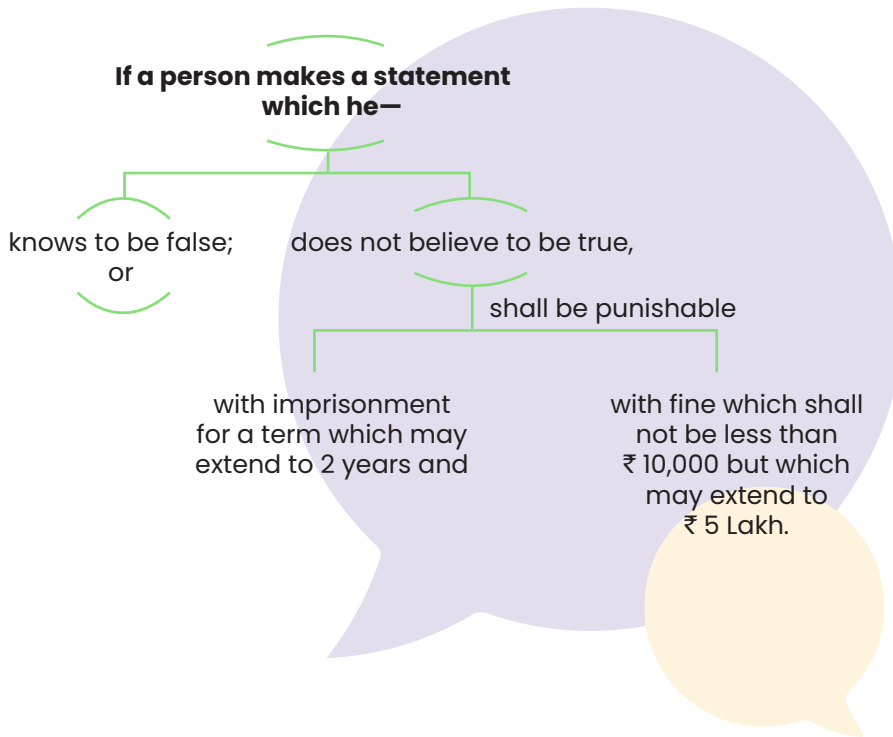 If a person makes a statement
which he—
knows to be false;
or
does not believe to be true,
shall be punishable
with imprisonment
for a term which may
extend to 2 years and
with fine which shall
not be less than
₹ 10,000 but which
may extend to
₹ 5 Lakh.